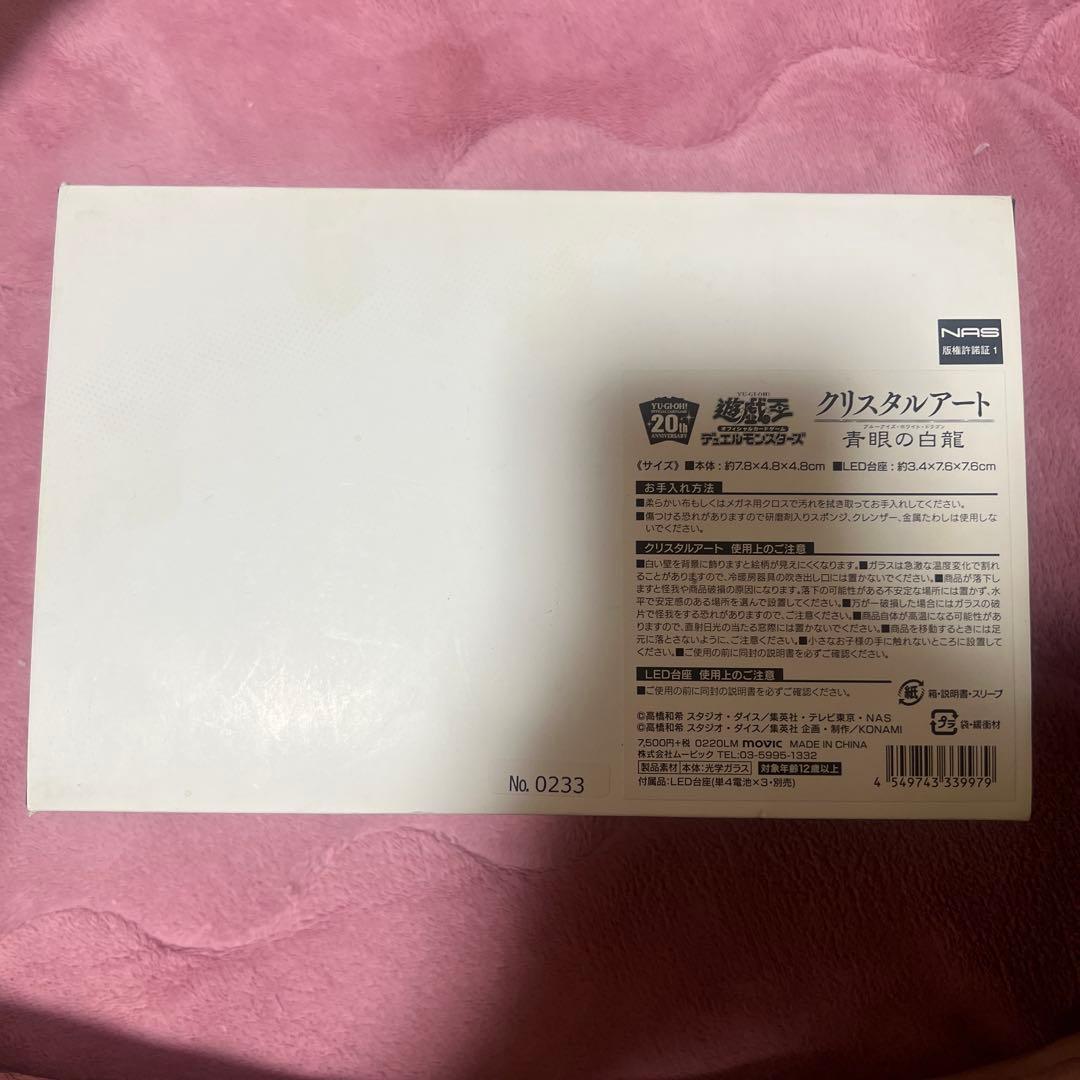 NAS
版権許諾証 1
YU-GI-OH!
OFFICIAL CARD GAME
20th
ANNIVERSARY
YU-GI-OH!
遊戯王
オフィシャルカードゲーム
デュエルモンスターズ
クリスタルアート
ブルーアイズ・ホワイト・ドラゴン
青眼の白龍
《サイズ》■本体：約7.8×4.8×4.8cm ■LED台座：約3.4×7.6×7.6cm
お手入れ方法
■柔らかい布もしくはメガネ用クロスで汚れを拭き取ってお手入れしてください。
■傷つける恐れがありますので研磨剤入りスポンジ、クレンザー、金属たわしは使用しな
いでください。
クリスタルアート 使用上のご注意
■白い壁を背景に飾りますと絵柄が見えにくくなります。■ガラスは急激な温度変化で割れ
ることがありますので、冷暖房器具の吹き出し口には置かないでください。■商品が落下し
ますと怪我や商品破損の原因になります。落下の可能性がある不安定な場所には置かず、水
平で安定感のある場所を選んで設置してください。■万が一破損した場合にはガラスの破
片で怪我をする恐れがありますので、ご注意ください。■商品自体が高温になる可能性があ
りますので、直射日光の当たる窓際には置かないでください。■商品を移動するときには足
元に落とさないように、ご注意ください。■小さなお子様の手に触れないところに設置して
ください。■ご使用の前に同封の説明書を必ずご確認ください。
LED台座 使用上のご注意
■ご使用の前に同封の説明書を必ずご確認ください。
紙 箱・説明書・スリーブ
プラ 袋・緩衝材
©高橋和希 スタジオ・ダイス／集英社・テレビ東京・NAS
©高橋和希 スタジオ・ダイス／集英社 企画・制作／KONAMI
7,500円+税 0220LM movic MADE IN CHINA
株式会社ムービック TEL:03-5995-1332
製品素材 本体：光学ガラス 対象年齢12歳以上
付属品：LED台座（単4電池×3・別売）
4 549743 339979
No. 0233